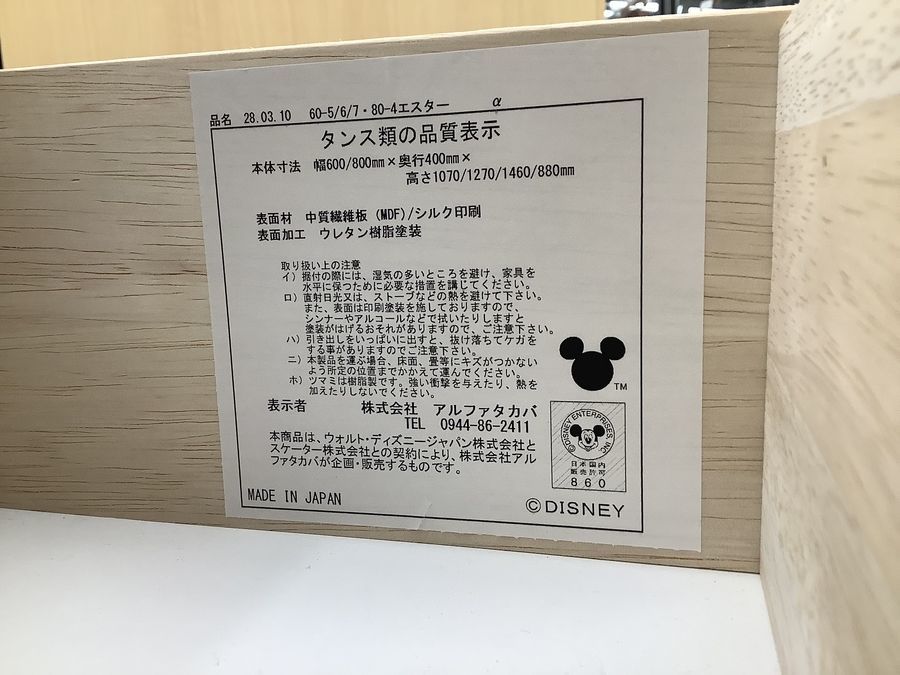 品名 28.03.10 60-5/6/7・80-4エスター α
タンス類の品質表示
本体寸法 幅600/800mm×奥行400mm×
高さ1070/1270/1460/880mm
表面材 中質繊維板 (MDF)/シルク印刷
表面加工 ウレタン樹脂塗装
取り扱い上の注意
イ) 据付の際には、湿気の多いところを避け、家具を
水平に保つために必要な措置を講じてください。
ロ) 直射日光又は、ストーブなどの熱を避けて下さい。
また、表面は印刷塗装を施しておりますので、
シンナーやアルコールなどで拭いたりしますと
塗装がはげるおそれがありますので、ご注意下さい。
ハ) 引き出しをいっぱいに出すと、抜け落ちてケガを
する事がありますのでご注意下さい。
ニ) 本製品を運ぶ場合、床面、畳等にキズがつかない
よう所定の位置までかかえて運んでください。
ホ) ツマミは樹脂製です。強い衝撃を与えたり、熱を
加えたりしないでください。
TM
表示者 株式会社 アルファタカバ
TEL 0944-86-2411
本商品は、ウォルト・ディズニージャパン株式会社と
スケーター株式会社との契約により、株式会社アル
ファタカバが企画・販売するものです。
©DISNEY ENTERPRISES, INC.
日本国内
販売許可
860
MADE IN JAPAN
©DISNEY